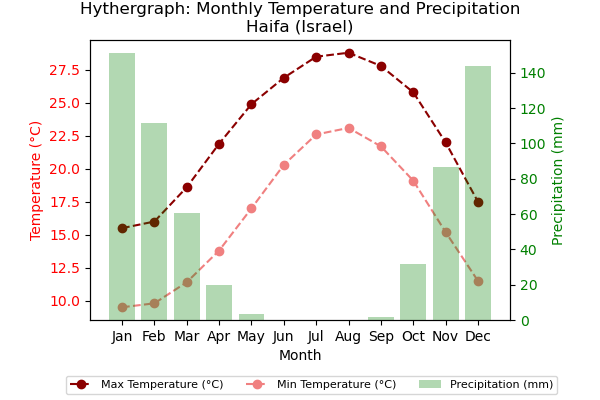 Hythergraph: Monthly Temperature and Precipitation
Haifa (Israel)
Temperature (°C)
27.5
25.0
22.5
20.0
17.5
15.0
12.5
10.0
Precipitation (mm)
140
120
100
80
60
40
20
0
Jan Feb Mar Apr May Jun Jul Aug Sep Oct Nov Dec
Month
Max Temperature (°C) Min Temperature (°C) Precipitation (mm)